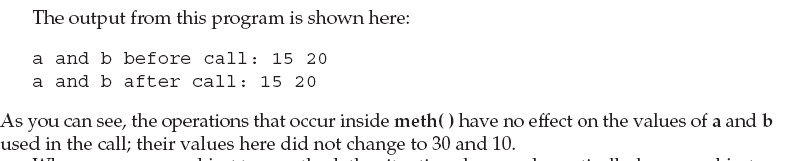 The output from this program is shown here:
a and b before call: 15 20
a and b after call: 15 20
As you can see, the operations that occur inside meth( ) have no effect on the values of a and b
used in the call; their values here did not change to 30 and 10.